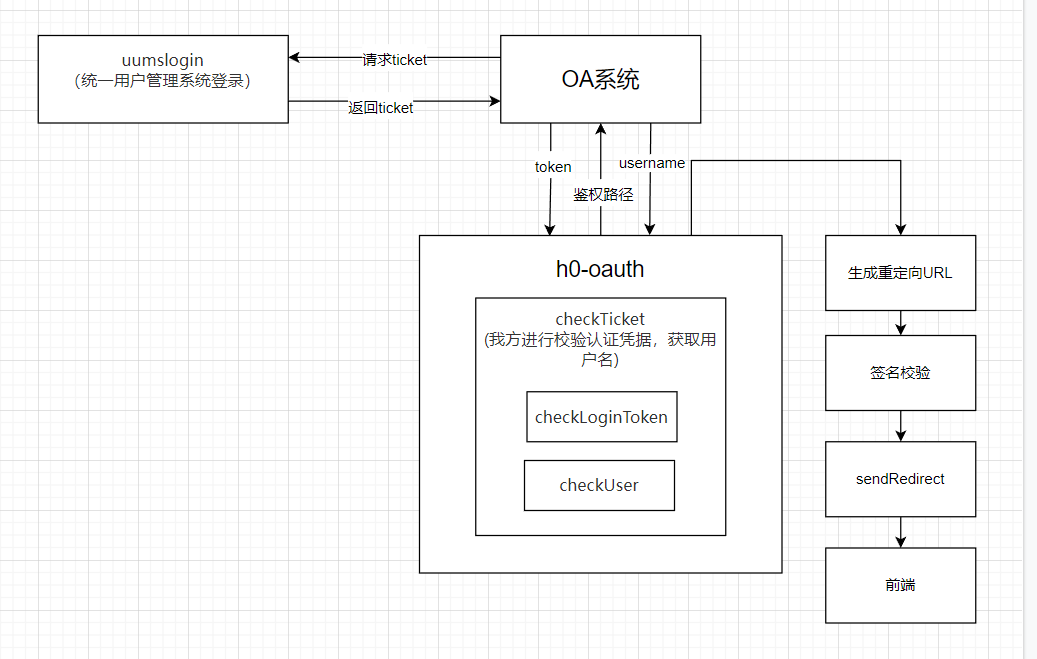 uumslogin
（统一用户管理系统登录）
请求ticket
返回ticket
OA系统
token
鉴权路径
username
h0-oauth
checkTicket
(我方进行校验认证凭据，获取用
户名)
checkLoginToken
checkUser
生成重定向URL
签名校验
sendRedirect
前端